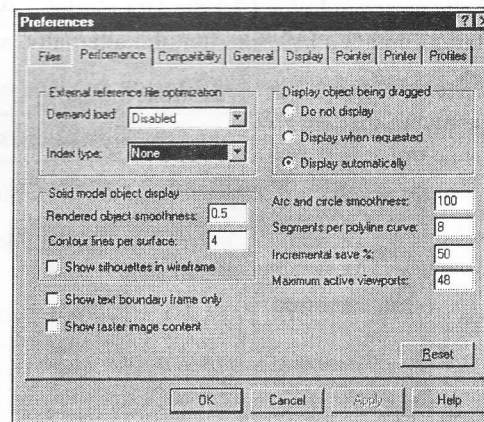 Preferences
Files Performance Compatibility General Display Pointer Printer Profiles
External reference file optimization
Demand load: Disabled
Index type: None
Display object being dragged
Do not display
Display when requested
Display automatically
Solid model object display
Rendered object smoothness: 0.5
Contour lines per surface: 4
Show silhouettes in wireframe
Show text boundary frame only
Show raster image content
Arc and circle smoothness: 100
Segments per polyline curve: 8
Incremental save %: 50
Maximum active viewports: 48
Reset
OK Cancel Apply Help